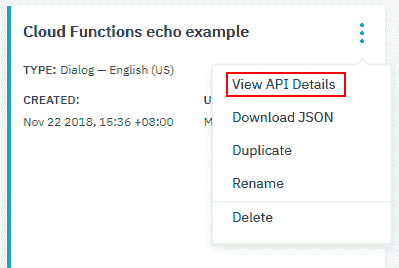 Cloud Functions echo example
TYPE: Dialog — English (US)
View API Details
CREATED:
Nov 22 2018, 15:36 +08:00
Download JSON
Duplicate
Rename
Delete